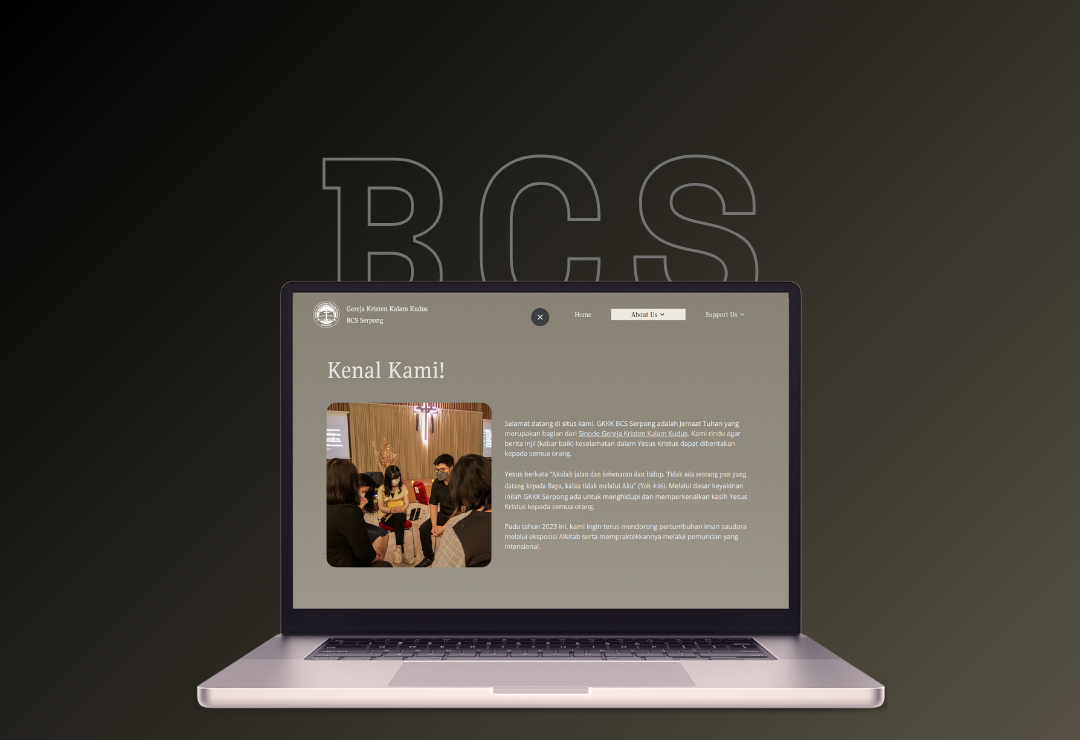 BCS
Gereja Kristen Kalam Kudus
BCS Serpong
Home
About Us
Support Us
Kenal Kami!
Selamat datang di situs kami. GKKK BCS Serpong adalah Jemaat Tuhan yang
merupakan bagian dari Sinode Gereja Kristen Kalam Kudus. Kami rindu agar
berita Injil (kabar baik) keselamatan dalam Yesus Kristus dapat diberitakan
kepada semua orang.
Yesus berkata "Akulah jalan dan kebenaran dan hidup. Tidak ada seorang pun yang
datang kepada Bapa, kalau tidak melalui Aku" (Yoh 4:16). Melalui dasar keyakinan
inilah GKKK Serpong ada untuk menghidupi dan memperkenalkan kasih Yesus
Kristus kepada semua orang.
Pada tahun 2023 ini, kami ingin terus mendorong pertumbuhan iman saudara
melalui eksposisi Alkitab serta mempraktekkannya melalui pemuridan yang
intensional.